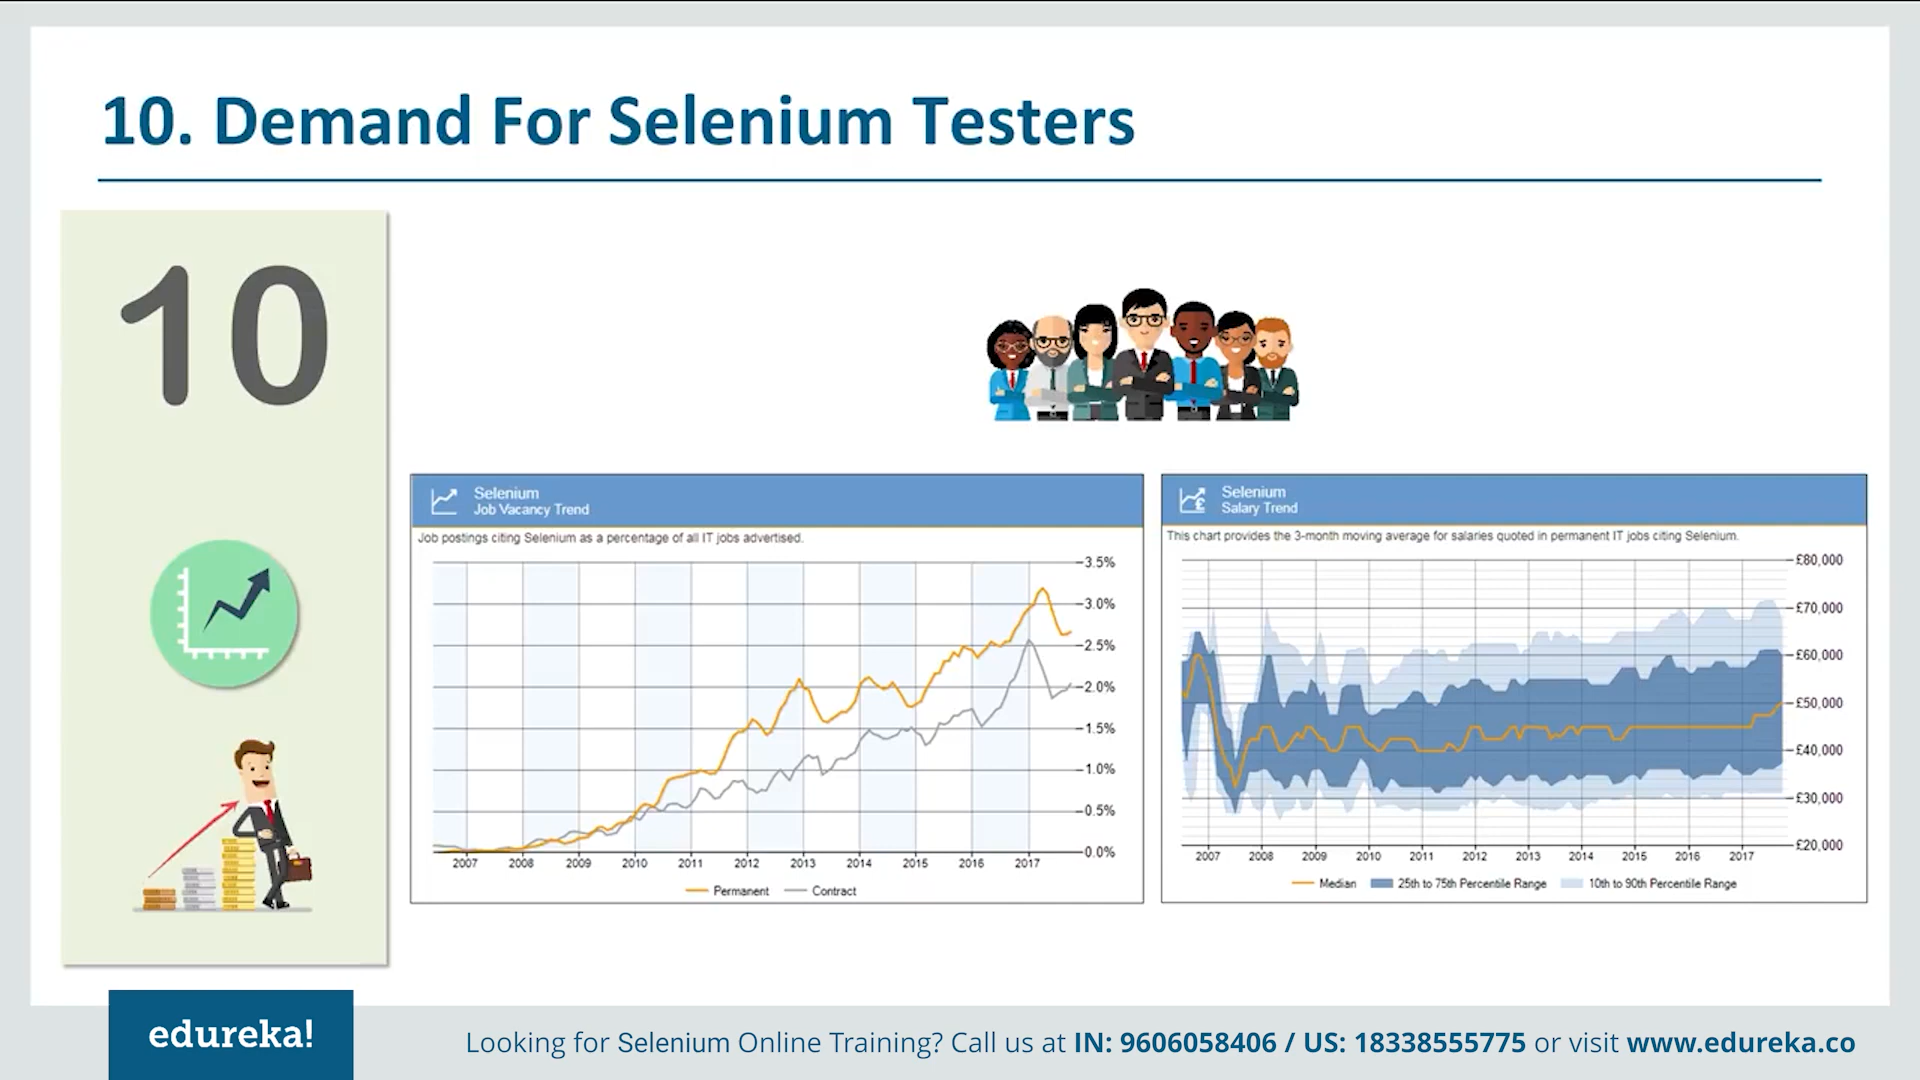 10. Demand For Selenium Testers
10
Selenium
Job Vacancy Trend
Job postings citing Selenium as a percentage of all IT jobs advertised.
3.5%
3.0%
2.5%
2.0%
1.5%
1.0%
0.5%
0.0%
2007 2008 2009 2010 2011 2012 2013 2014 2015 2016 2017
Permanent Contract
Selenium
Salary Trend
This chart provides the 3-month moving average for salaries quoted in permanent IT jobs citing Selenium.
£80,000
£70,000
£60,000
£50,000
£40,000
£30,000
£20,000
2007 2008 2009 2010 2011 2012 2013 2014 2015 2016 2017
Median 25th to 75th Percentile Range 10th to 90th Percentile Range
edureka!
Looking for Selenium Online Training? Call us at IN: 9606058406 / US: 18338555775 or visit www.edureka.co